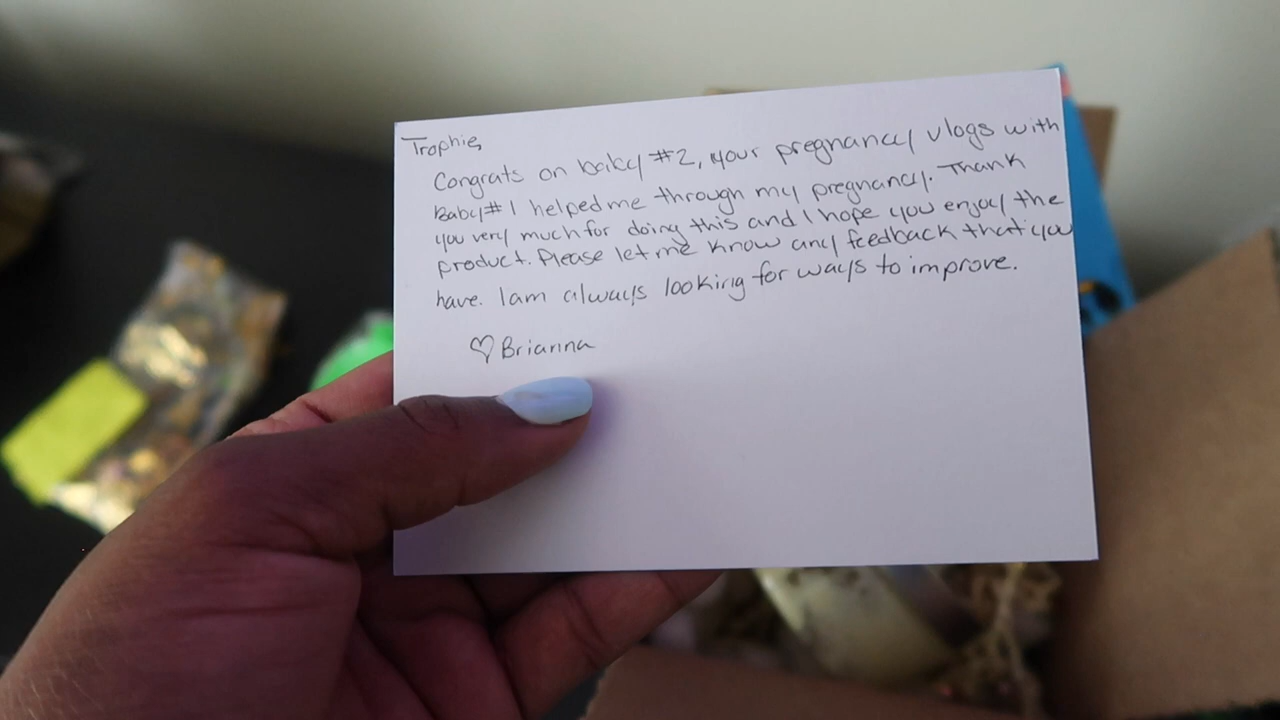 Trophie,
Congrats on baby #2, your pregnancy vlogs with
Baby #1 helped me through my pregnancy. Thank
you very much for doing this and I hope you enjoy the
product. Please let me know any feedback that you
have. I am always looking for ways to improve.
♡ Brianna